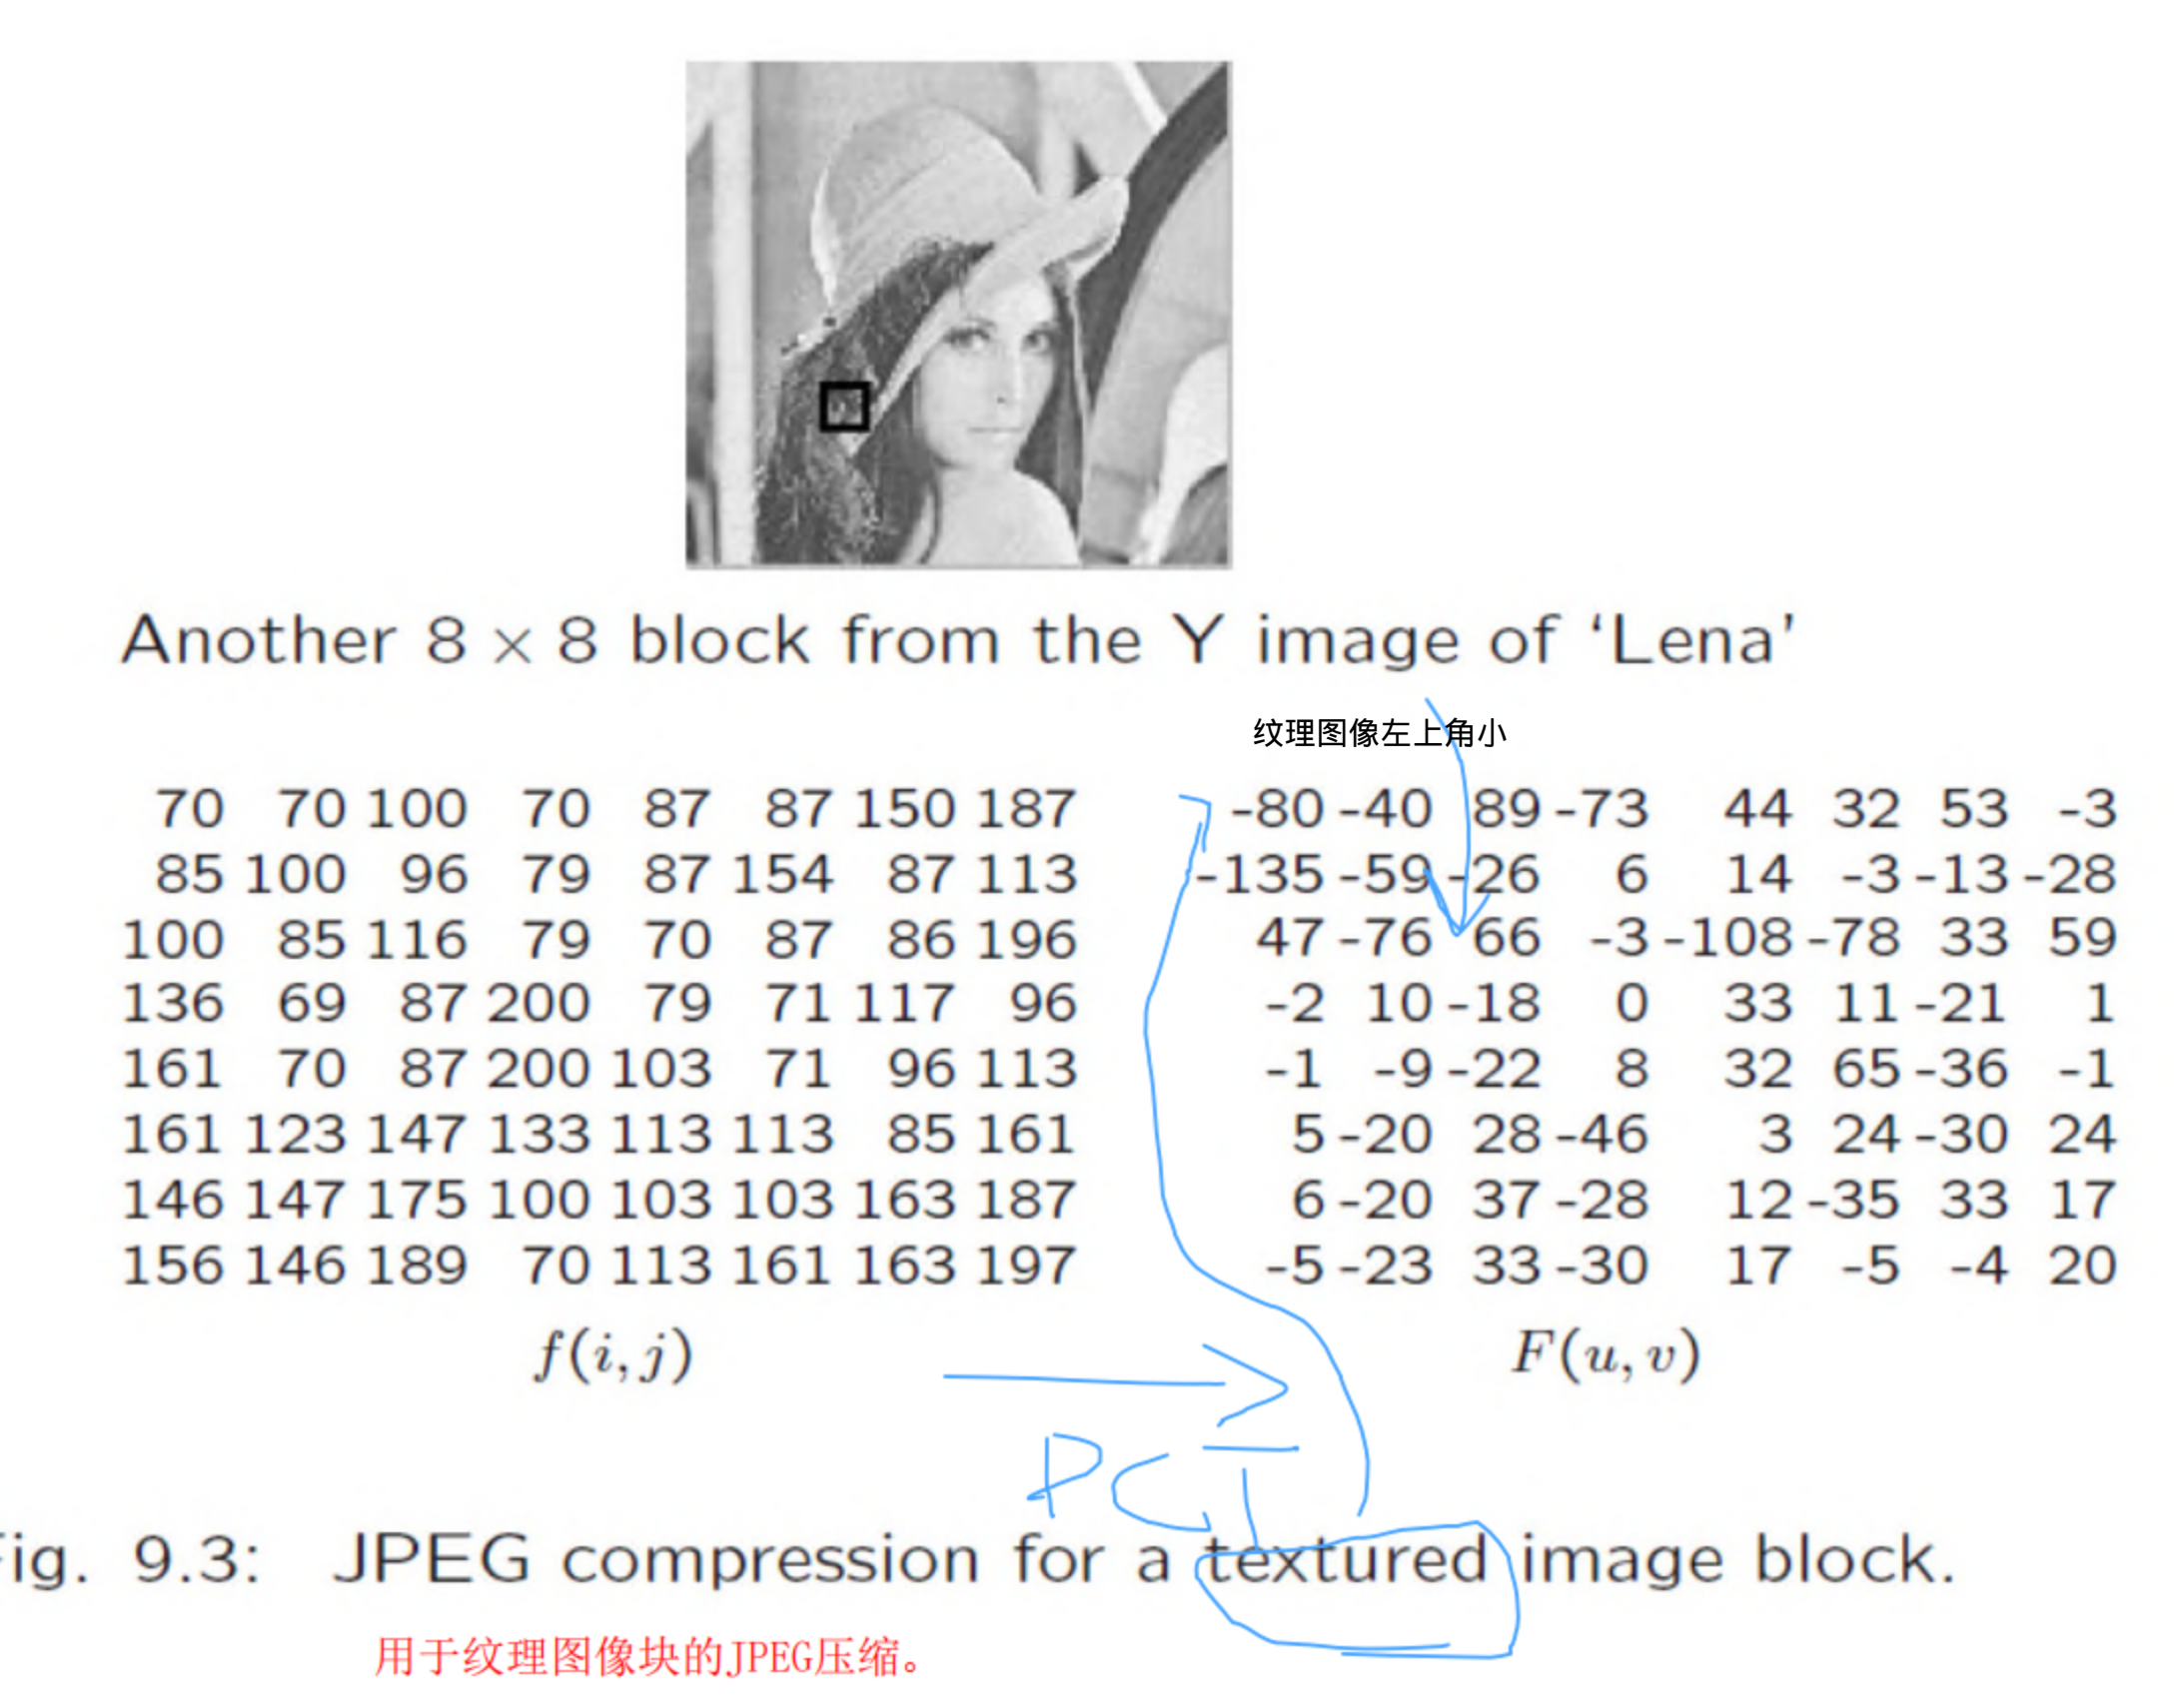 Another 8 × 8 block from the Y image of ‘Lena’
纹理图像左上角小
70 70 100 70 87 87 150 187
85 100 96 79 87 154 87 113
100 85 116 79 70 87 86 196
136 69 87 200 79 71 117 96
161 70 87 200 103 71 96 113
161 123 147 133 113 113 85 161
146 147 175 100 103 103 163 187
156 146 189 70 113 161 163 197
f(i, j)
-80 -40 89 -73 44 32 53 -3
-135 -59 -26 6 14 -3 -13 -28
47 -76 66 -3 -108 -78 33 59
-2 10 -18 0 33 11 -21 1
-1 -9 -22 8 32 65 -36 -1
5 -20 28 -46 3 24 -30 24
6 -20 37 -28 12 -35 33 17
-5 -23 33 -30 17 -5 -4 20
F(u, v)
Fig. 9.3: JPEG compression for a textured image block.
用于纹理图像块的JPEG压缩。